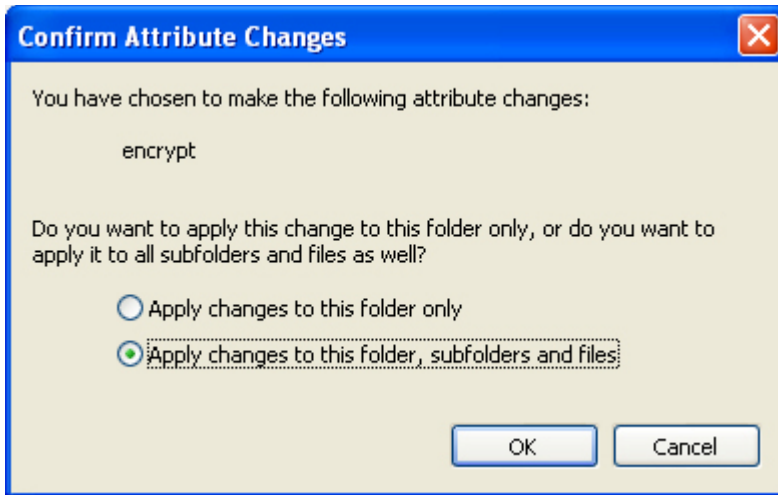 Confirm Attribute Changes
You have chosen to make the following attribute changes:
encrypt
Do you want to apply this change to this folder only, or do you want to
apply it to all subfolders and files as well?
Apply changes to this folder only
Apply changes to this folder, subfolders and files
OK Cancel